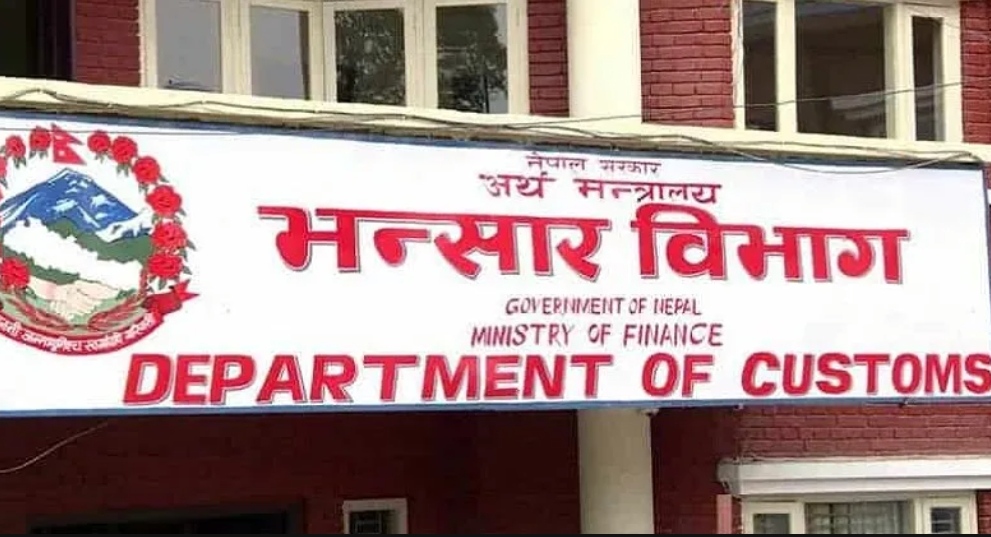 नेपाल सरकार
अर्थ मन्त्रालय
भन्सार विभाग
GOVERNMENT OF NEPAL
MINISTRY OF FINANCE
DEPARTMENT OF CUSTOMS